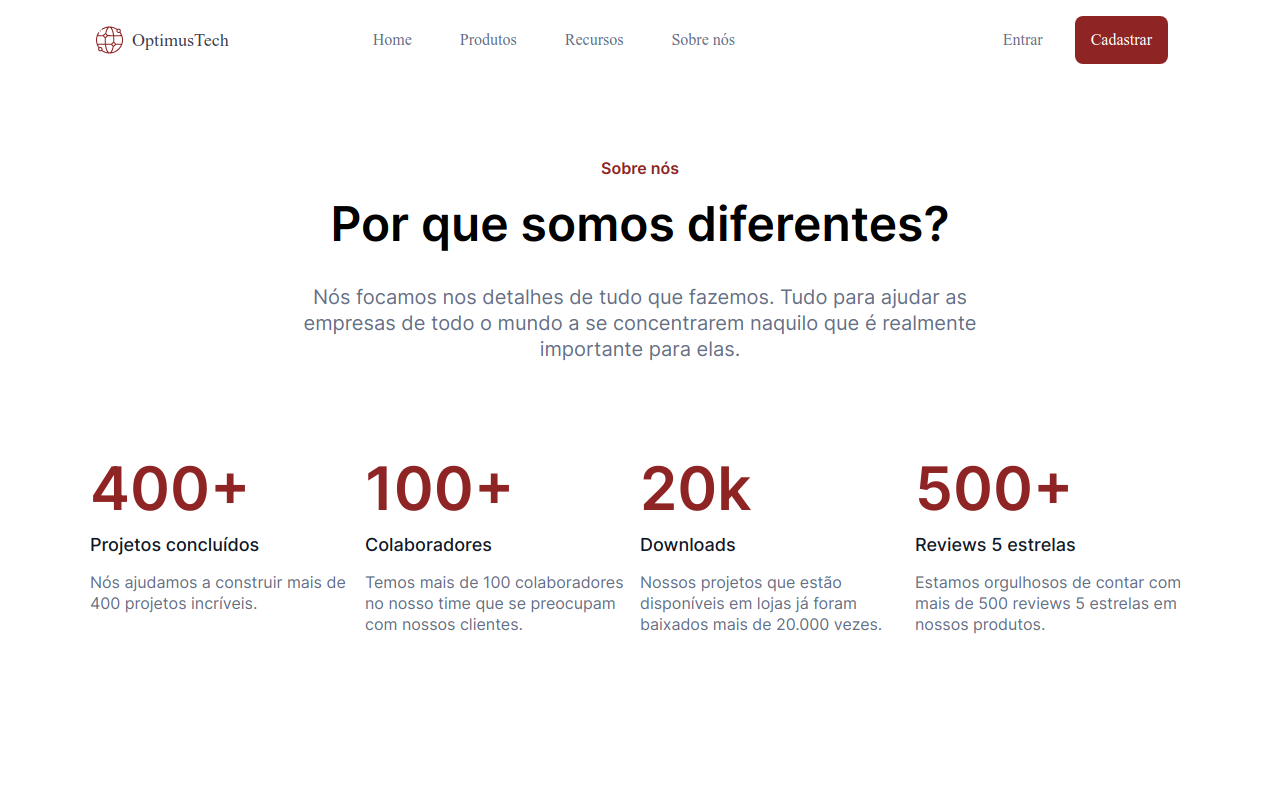 OptimusTech
Home
Produtos
Recursos
Sobre nós
Entrar
Cadastrar
Sobre nós
Por que somos diferentes?
Nós focamos nos detalhes de tudo que fazemos. Tudo para ajudar as
empresas de todo o mundo a se concentrarem naquilo que é realmente
importante para elas.
400+
Projetos concluídos
Nós ajudamos a construir mais de
400 projetos incríveis.
100+
Colaboradores
Temos mais de 100 colaboradores
no nosso time que se preocupam
com nossos clientes.
20k
Downloads
Nossos projetos que estão
disponíveis em lojas já foram
baixados mais de 20.000 vezes.
500+
Reviews 5 estrelas
Estamos orgulhosos de contar com
mais de 500 reviews 5 estrelas em
nossos produtos.